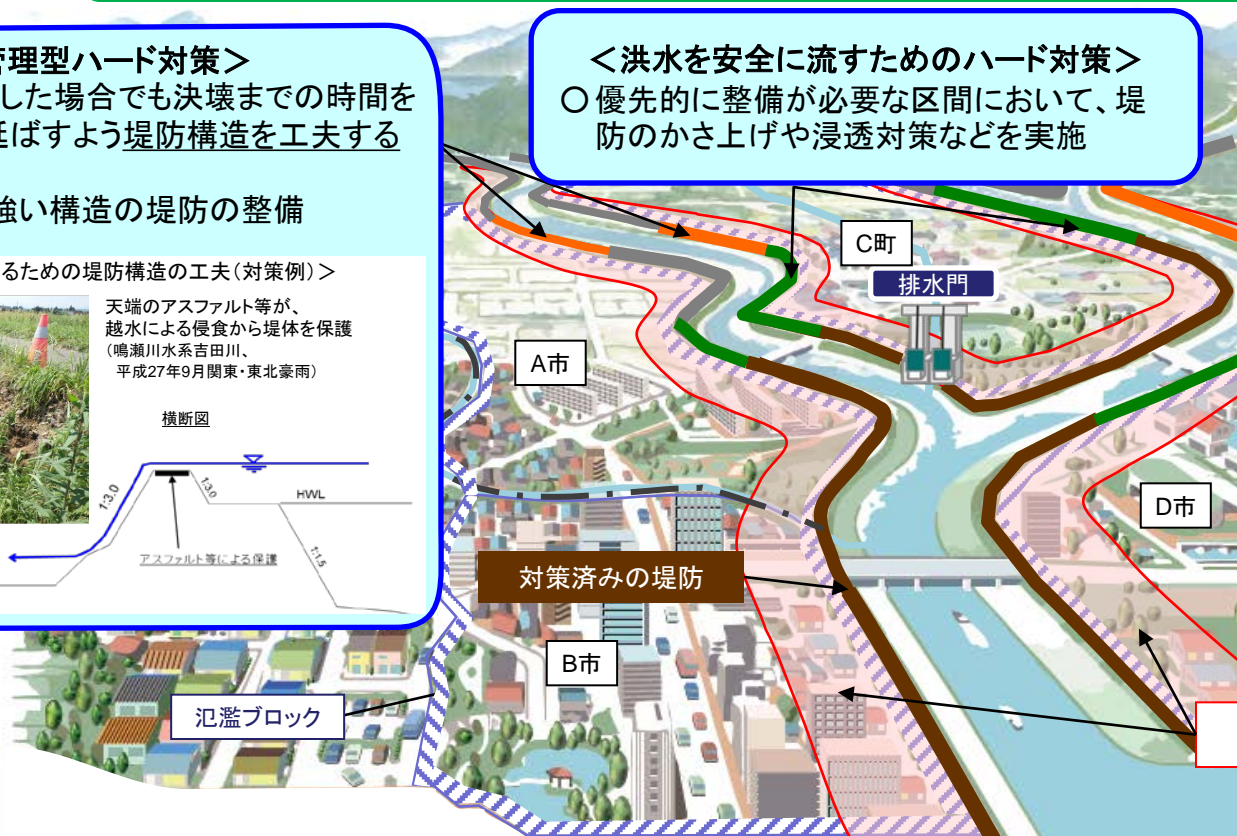 管理型ハード対策＞
した場合でも決壊までの時間を
延ばすよう堤防構造を工夫する
強い構造の堤防の整備
るための堤防構造の工夫（対策例）＞
天端のアスファルト等が、
越水による侵食から堤体を保護
（鳴瀬川水系吉田川、
平成27年9月関東・東北豪雨）
横断図
1:3.0
1:3.0
HWL
1:1.5
アスファルト等による保護
＜洪水を安全に流すためのハード対策＞
○優先的に整備が必要な区間において、堤
防のかさ上げや浸透対策などを実施
C町
排水門
A市
D市
対策済みの堤防
B市
氾濫ブロック